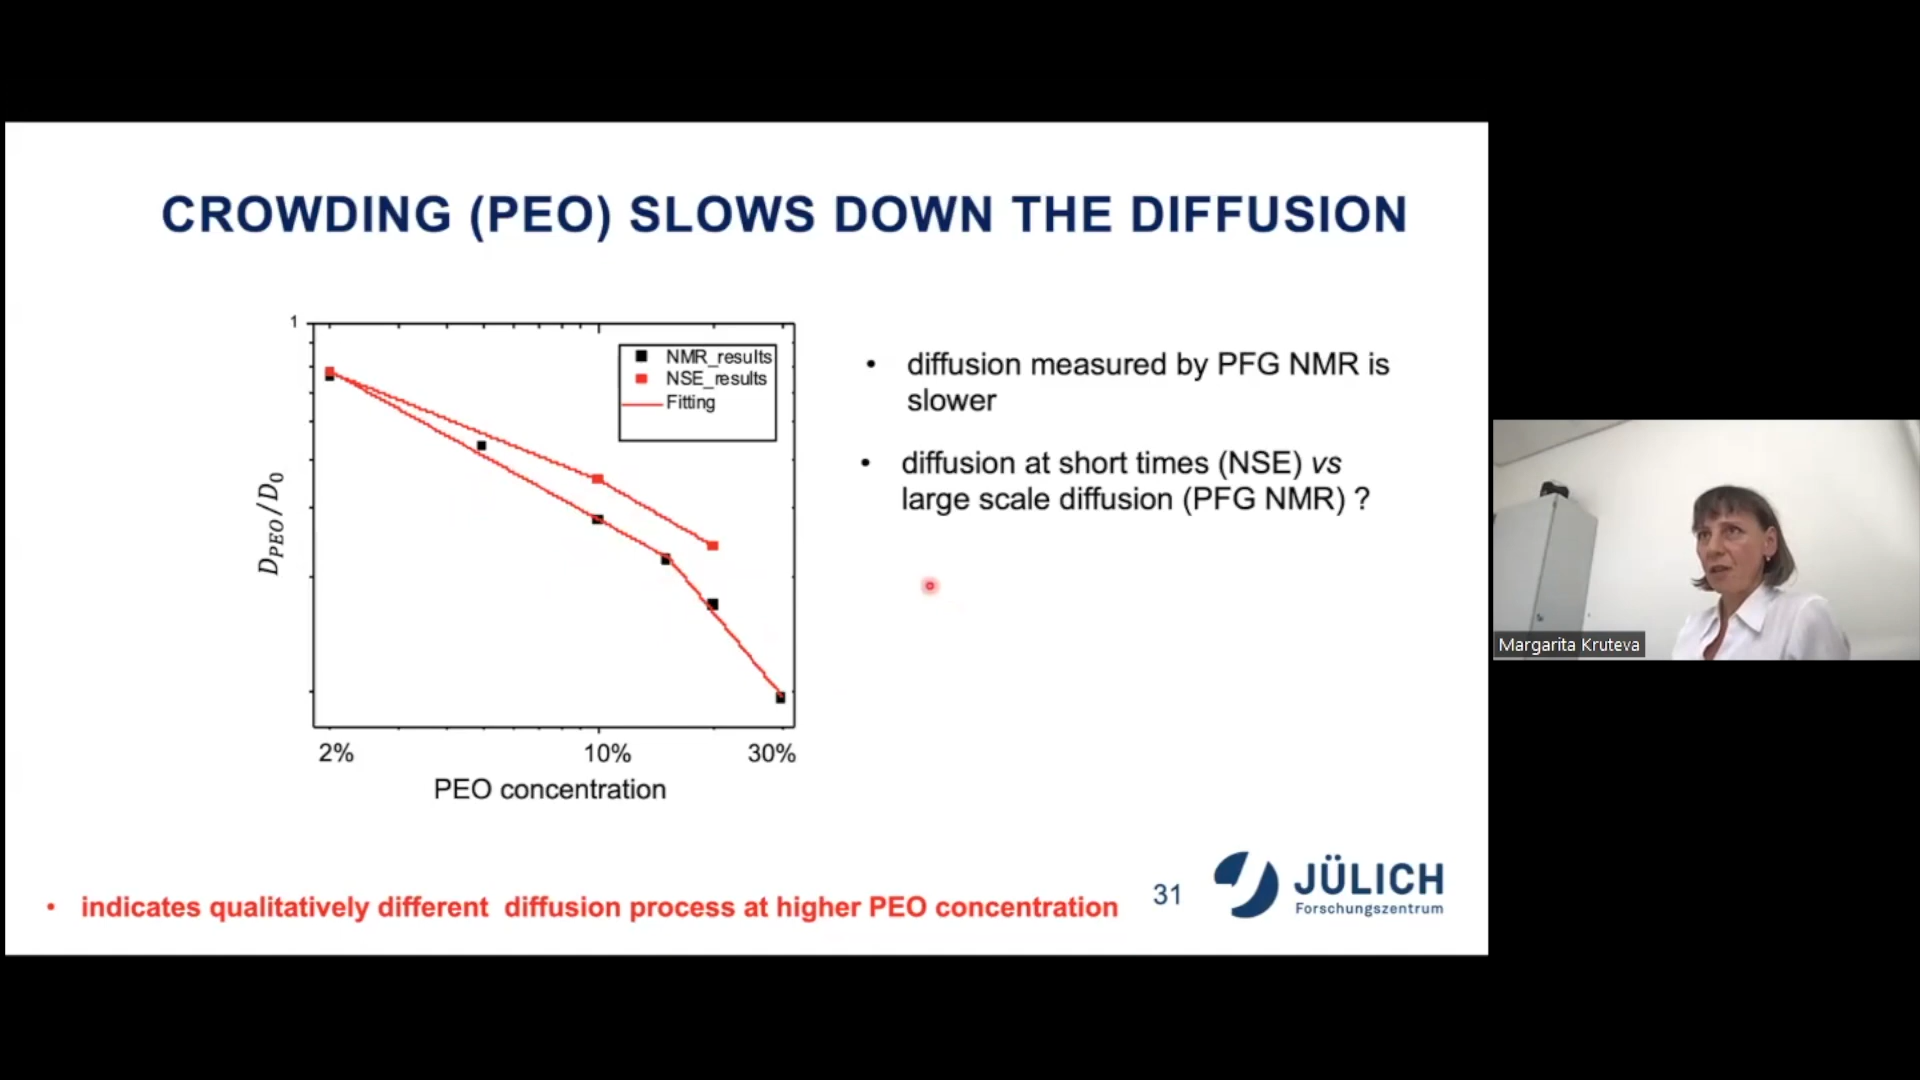 CROWDING (PEO) SLOWS DOWN THE DIFFUSION
1
NMR_results
NSE_results
Fitting
D_PEO/D_0
2%
10%
30%
PEO concentration
• diffusion measured by PFG NMR is
slower
• diffusion at short times (NSE) vs
large scale diffusion (PFG NMR) ?
Margarita Kruteva
• indicates qualitatively different diffusion process at higher PEO concentration
31
JÜLICH
Forschungszentrum